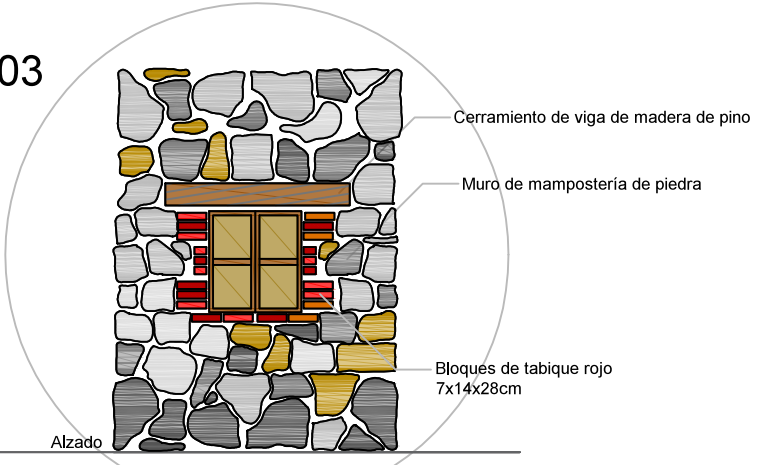 03
Cerramiento de viga de madera de pino
Muro de mampostería de piedra
Bloques de tabique rojo
7x14x28cm
Alzado